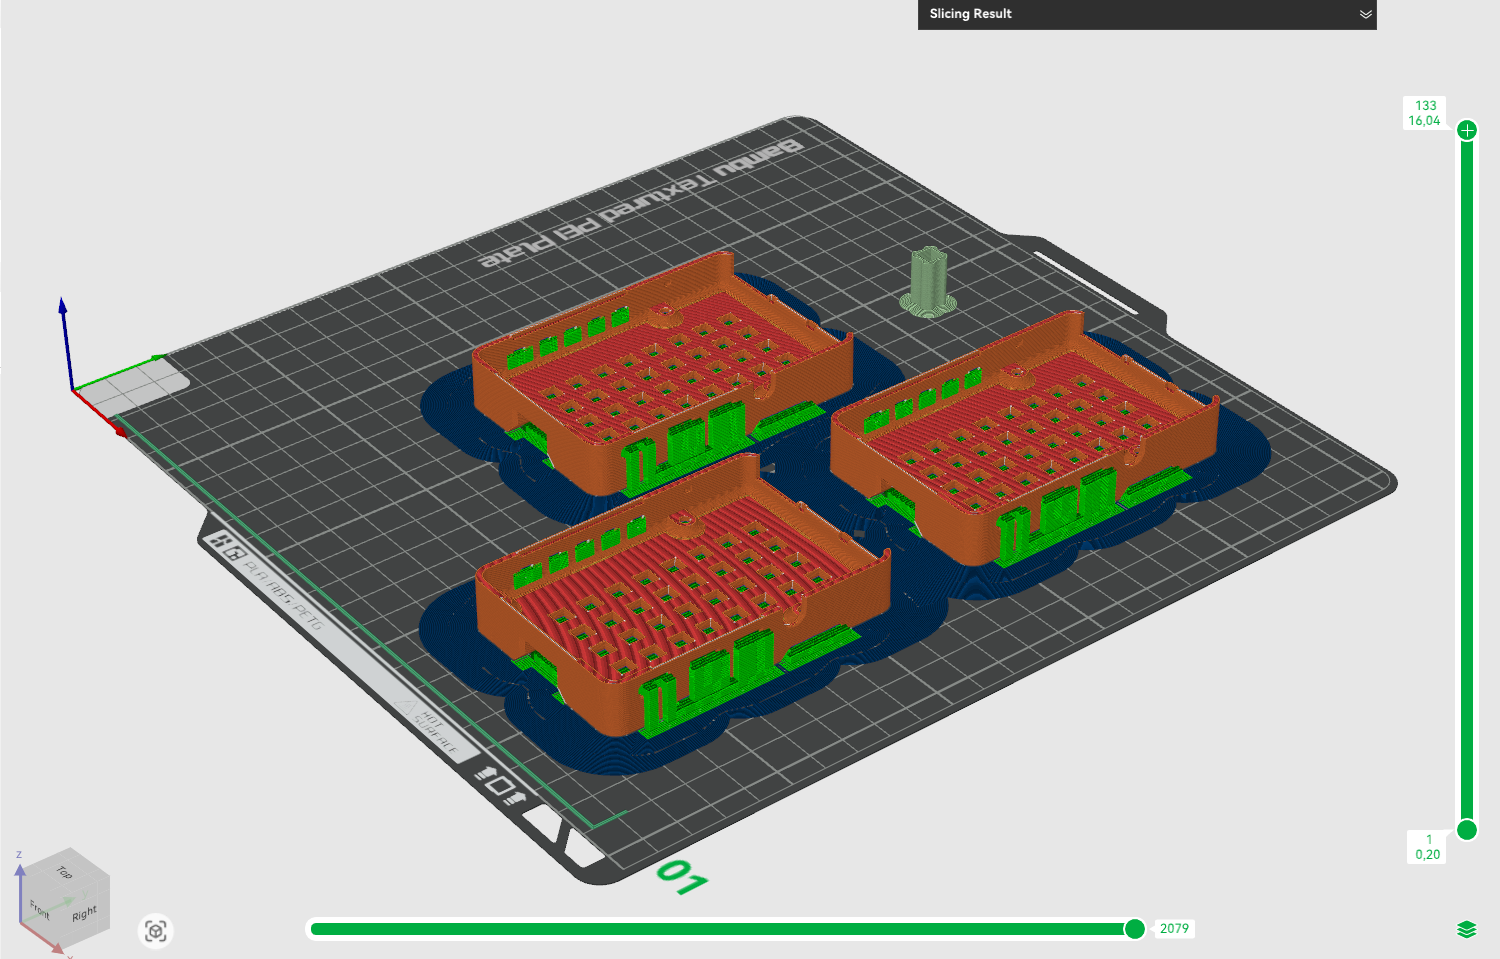 Slicing Result
133
16,04
Bambu Textured PEI Plate
PLA/ABS/PETG
HOT
SURFACE
1
0,20
01
2079
z
Top
Front
Right